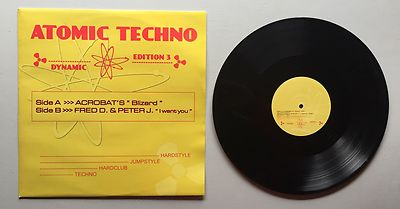 ATOMIC TECHNO
DYNAMIC EDITION 3
Side A >>> ACROBAT'S " Blizard "
Side B >>> FRED D. & PETER J. " I want you "
HARDSTYLE
JUMPSTYLE
HARDCLUB
TECHNO